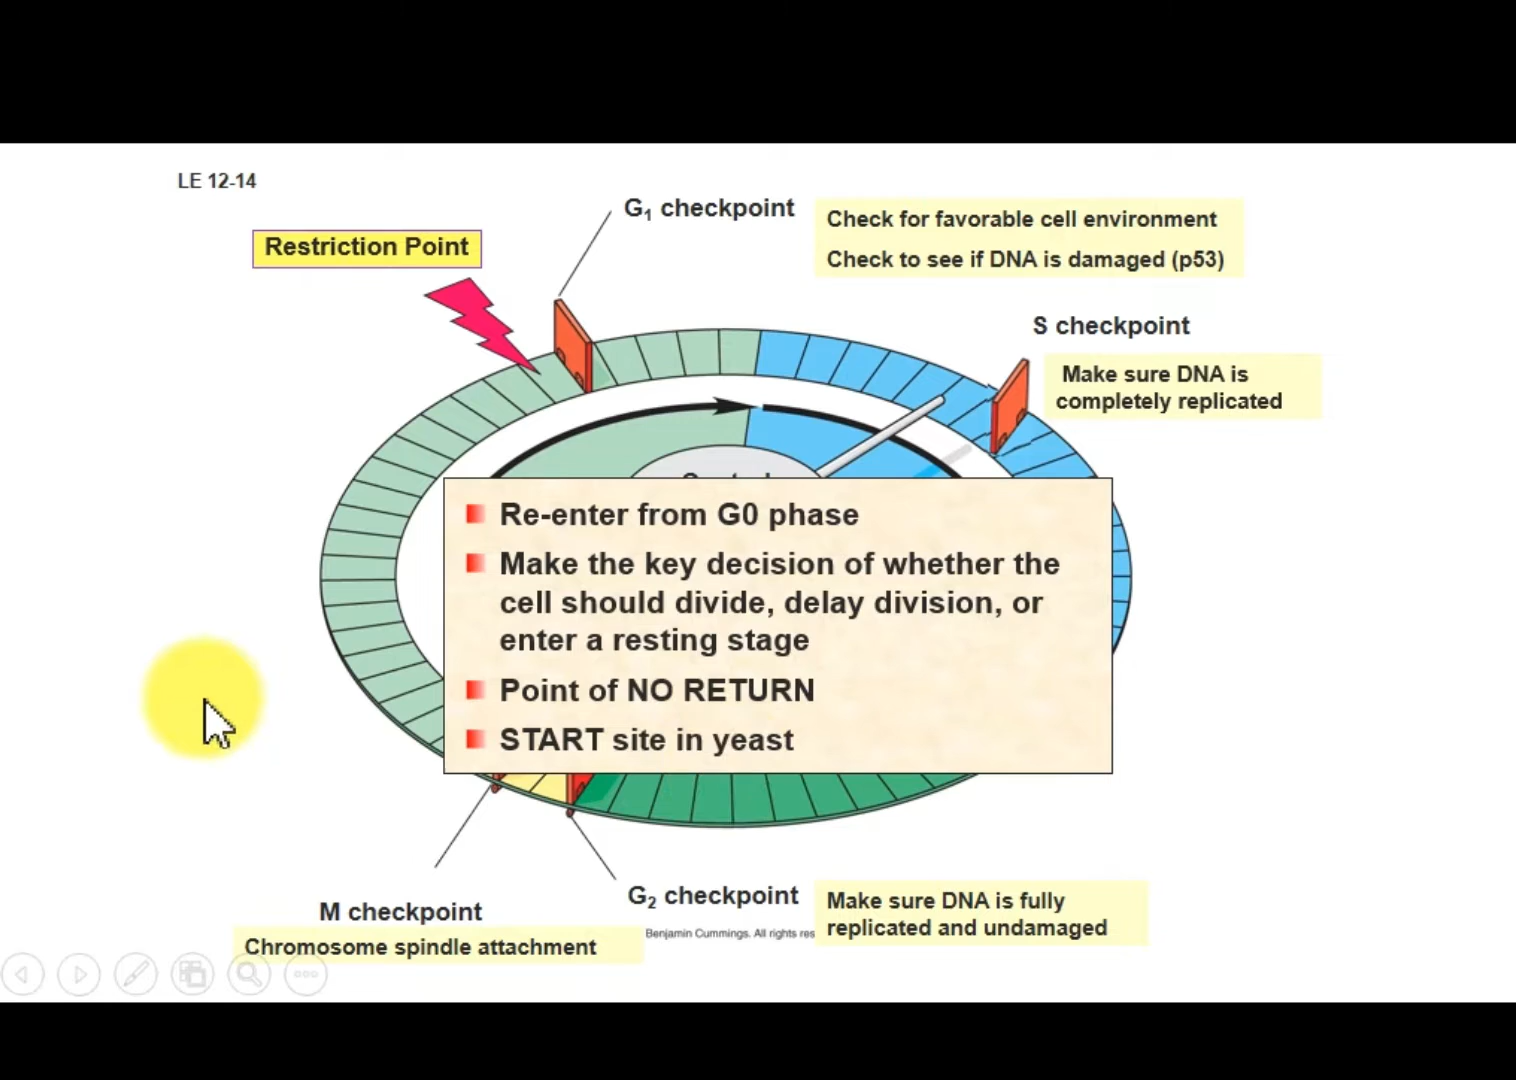 LE 12-14
G₁ checkpoint
Check for favorable cell environment
Check to see if DNA is damaged (p53)
Restriction Point
S checkpoint
Make sure DNA is
completely replicated
Re-enter from G0 phase
Make the key decision of whether the
cell should divide, delay division, or
enter a resting stage
Point of NO RETURN
START site in yeast
M checkpoint
Chromosome spindle attachment
G₂ checkpoint
Make sure DNA is fully
replicated and undamaged
Benjamin Cummings. All rights